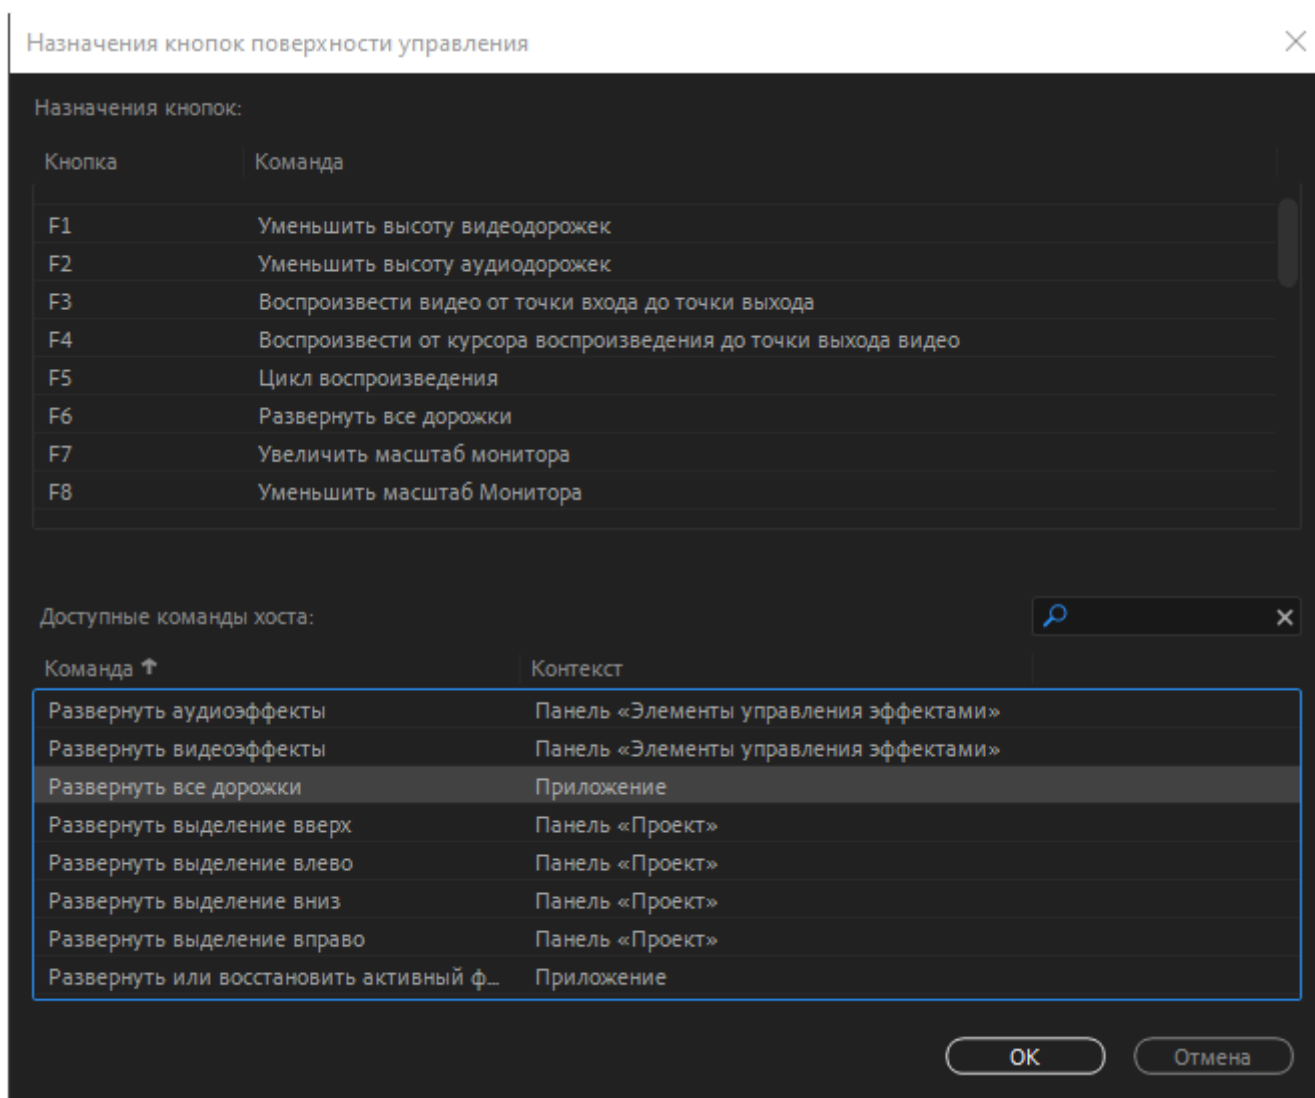 Назначения кнопок поверхности управления
Назначения кнопок:
Кнопка Команда
F1 Уменьшить высоту видеодорожек
F2 Уменьшить высоту аудиодорожек
F3 Воспроизвести видео от точки входа до точки выхода
F4 Воспроизвести от курсора воспроизведения до точки выхода видео
F5 Цикл воспроизведения
F6 Развернуть все дорожки
F7 Увеличить масштаб монитора
F8 Уменьшить масштаб Монитора
Доступные команды хоста:
Команда Контекст
Развернуть аудиоэффекты Панель «Элементы управления эффектами»
Развернуть видеоэффекты Панель «Элементы управления эффектами»
Развернуть все дорожки Приложение
Развернуть выделение вверх Панель «Проект»
Развернуть выделение влево Панель «Проект»
Развернуть выделение вниз Панель «Проект»
Развернуть выделение вправо Панель «Проект»
Развернуть или восстановить активный ф... Приложение
ОК Отмена